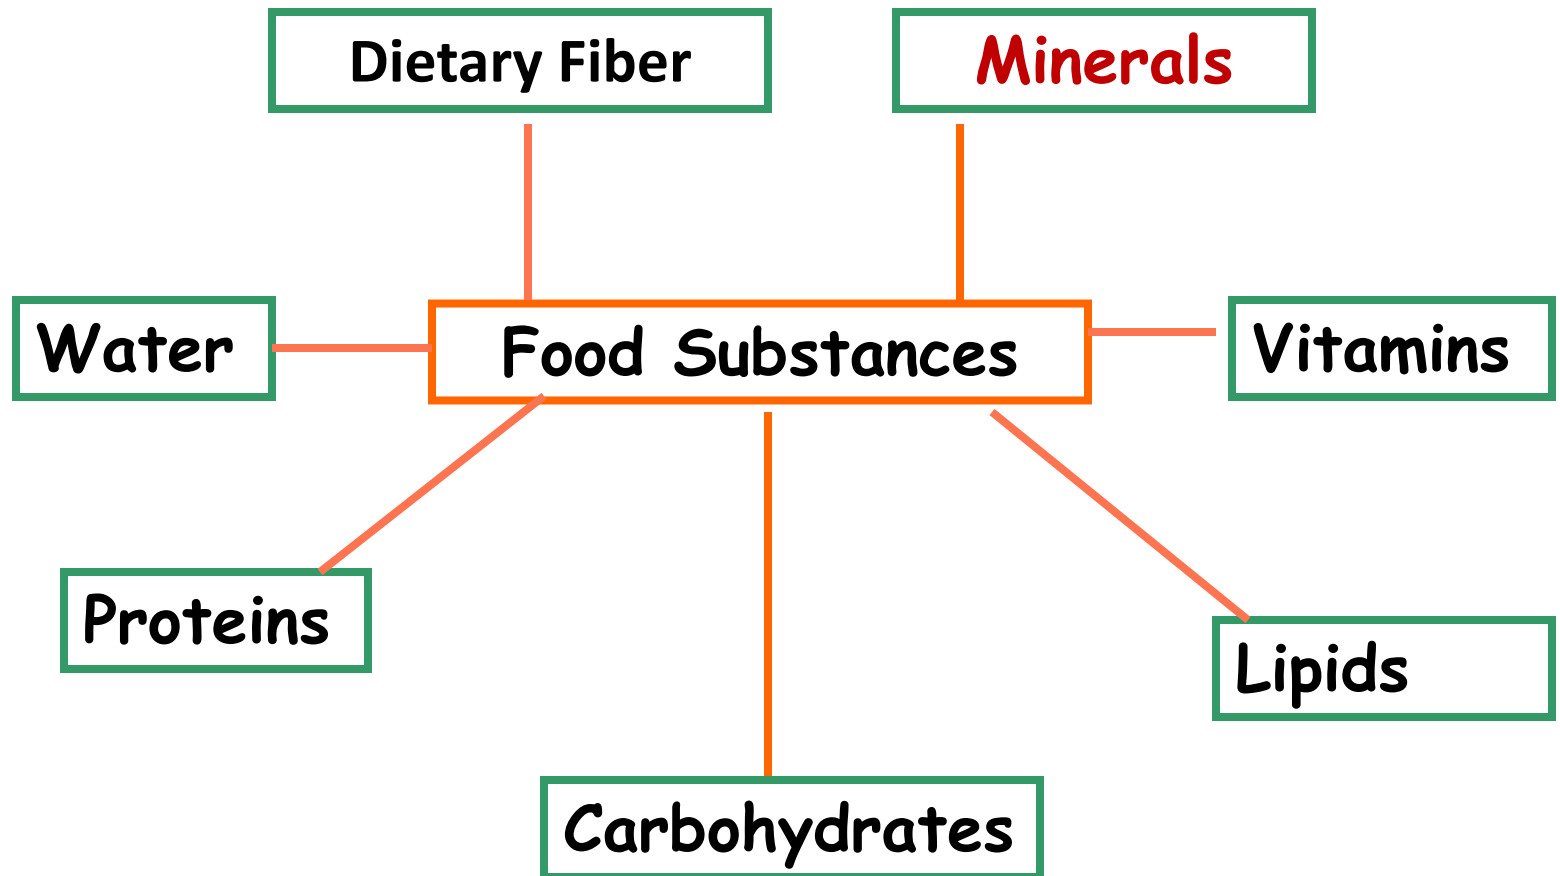 Dietary Fiber
Minerals
Water
Food Substances
Vitamins
Proteins
Lipids
Carbohydrates